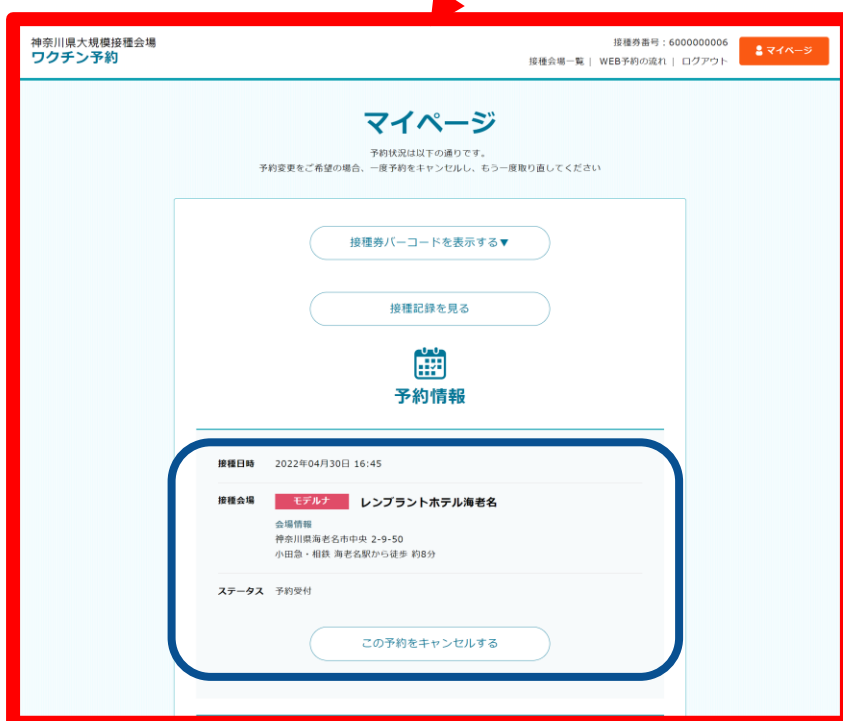 神奈川県大規模接種会場
ワクチン予約
接種券番号：6000000006
接種会場一覧 | WEB予約の流れ | ログアウト
マイページ
マイページ
予約状況は以下の通りです。
予約変更をご希望の場合、一度予約をキャンセルし、もう一度取り直してください
接種券バーコードを表示する▼
接種記録を見る
予約情報
接種日時 2022年04月30日 16:45
接種会場 モデルナ レンブラントホテル海老名
会場情報
神奈川県海老名市中央 2-9-50
小田急・相鉄 海老名駅から徒歩 約8分
ステータス 予約受付
この予約をキャンセルする